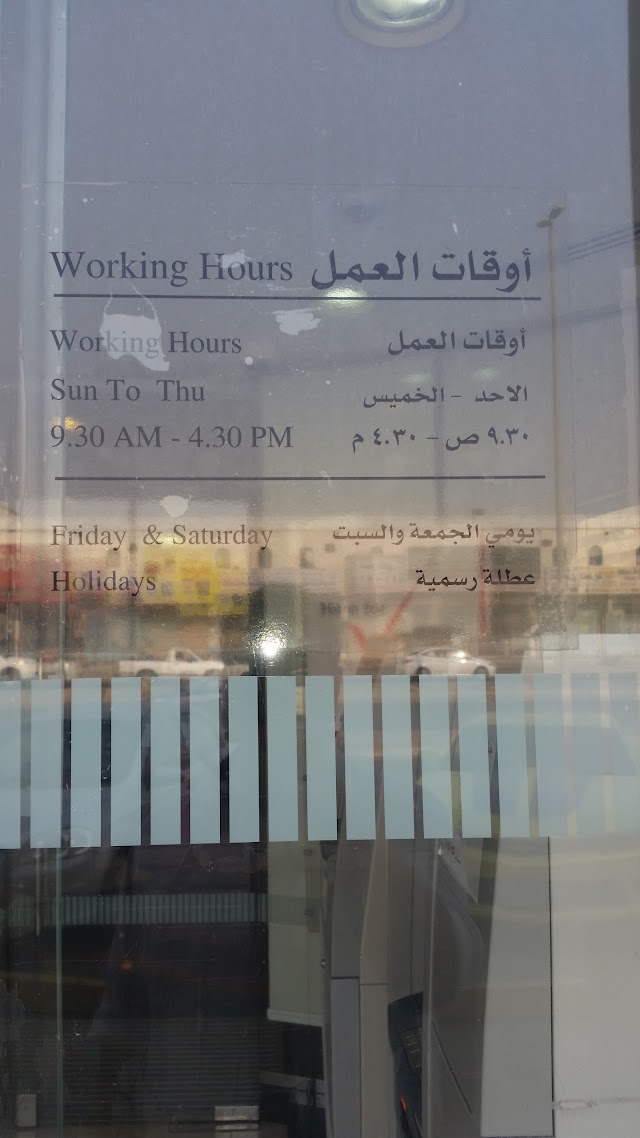 Working Hours أوقات العمل
Working Hours أوقات العمل
Sun To Thu الاحد - الخميس
9.30 AM - 4.30 PM ٩.٣٠ ص - ٤.٣٠ م
Friday & Saturday يومي الجمعة والسبت
Holidays عطلة رسمية